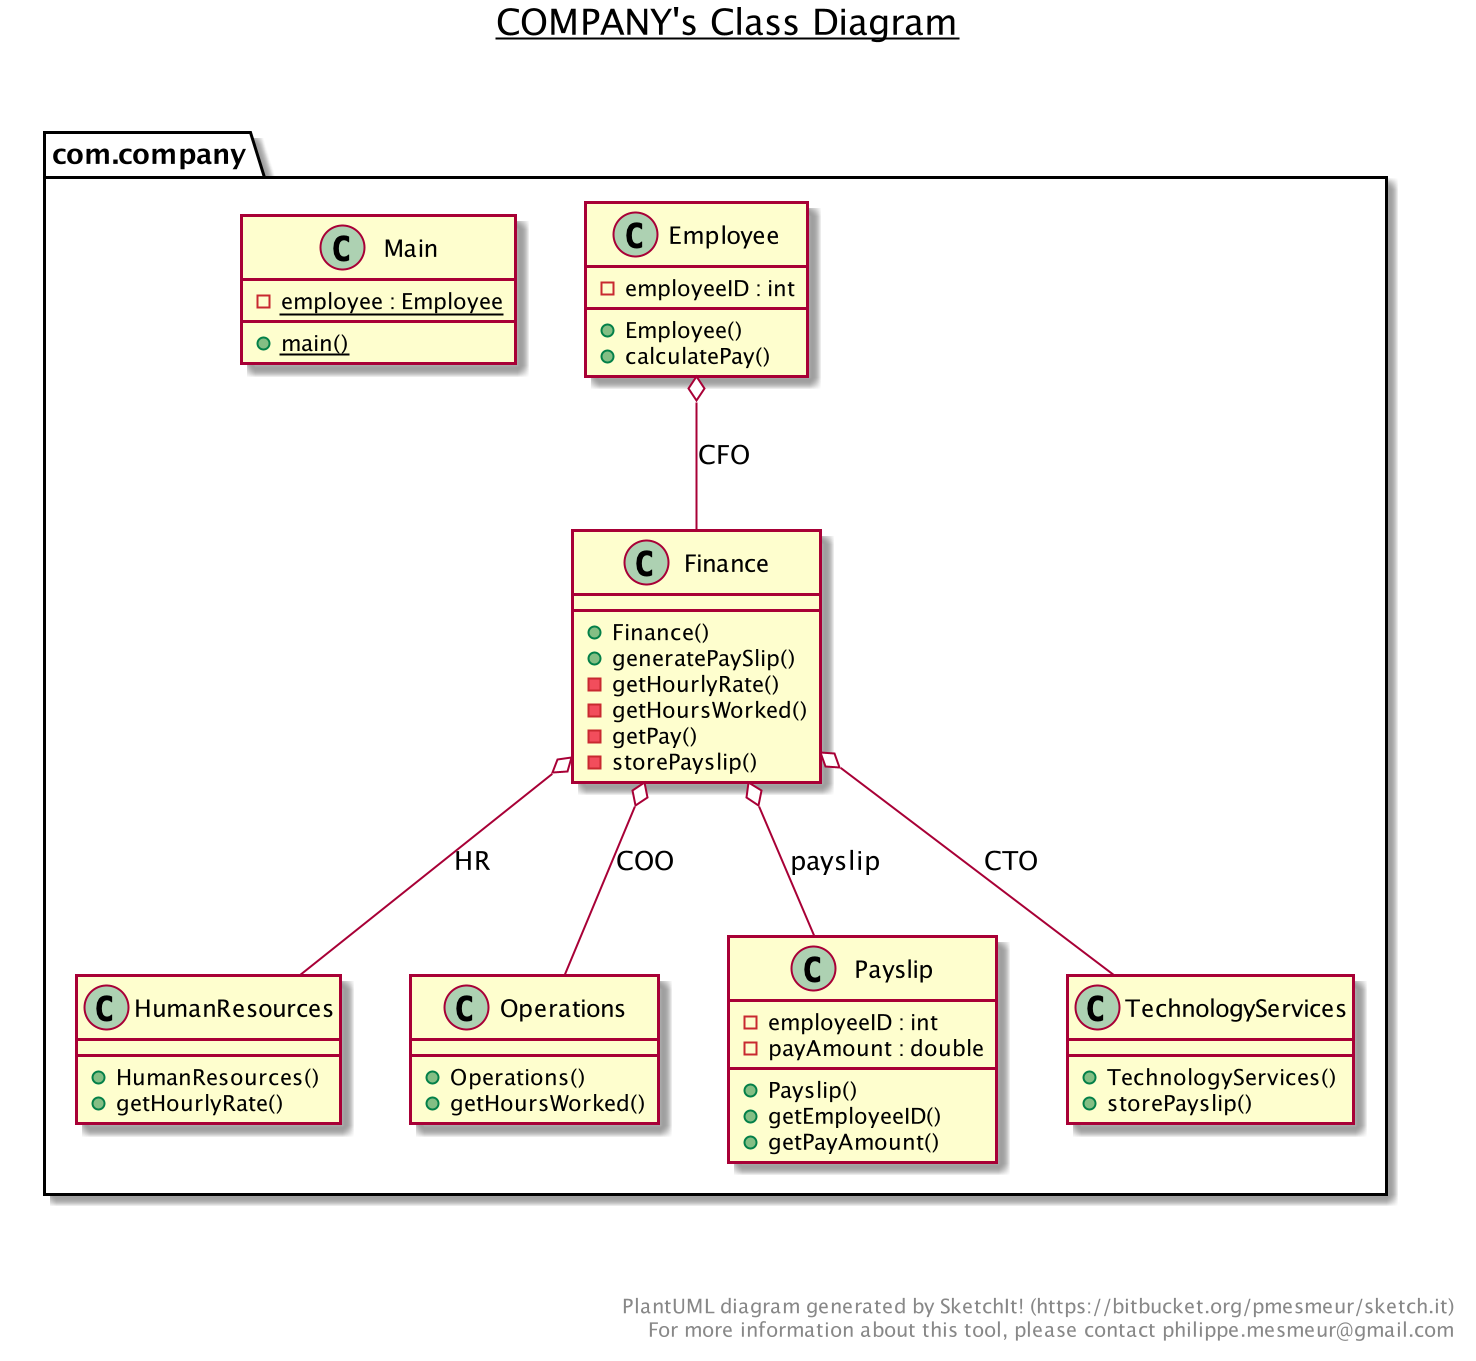 COMPANY's Class Diagram
com.company
C Main
employee : Employee
main()
C Employee
employeeID : int
Employee()
calculatePay()
CFO
C Finance
Finance()
generatePaySlip()
getHourlyRate()
getHoursWorked()
getPay()
storePayslip()
HR
COO
payslip
CTO
C HumanResources
HumanResources()
getHourlyRate()
C Operations
Operations()
getHoursWorked()
C Payslip
employeeID : int
payAmount : double
Payslip()
getEmployeeID()
getPayAmount()
C TechnologyServices
TechnologyServices()
storePayslip()
PlantUML diagram generated by SketchIt! (https://bitbucket.org/pmesmeur/sketch.it)
For more information about this tool, please contact philippe.mesmeur@gmail.com